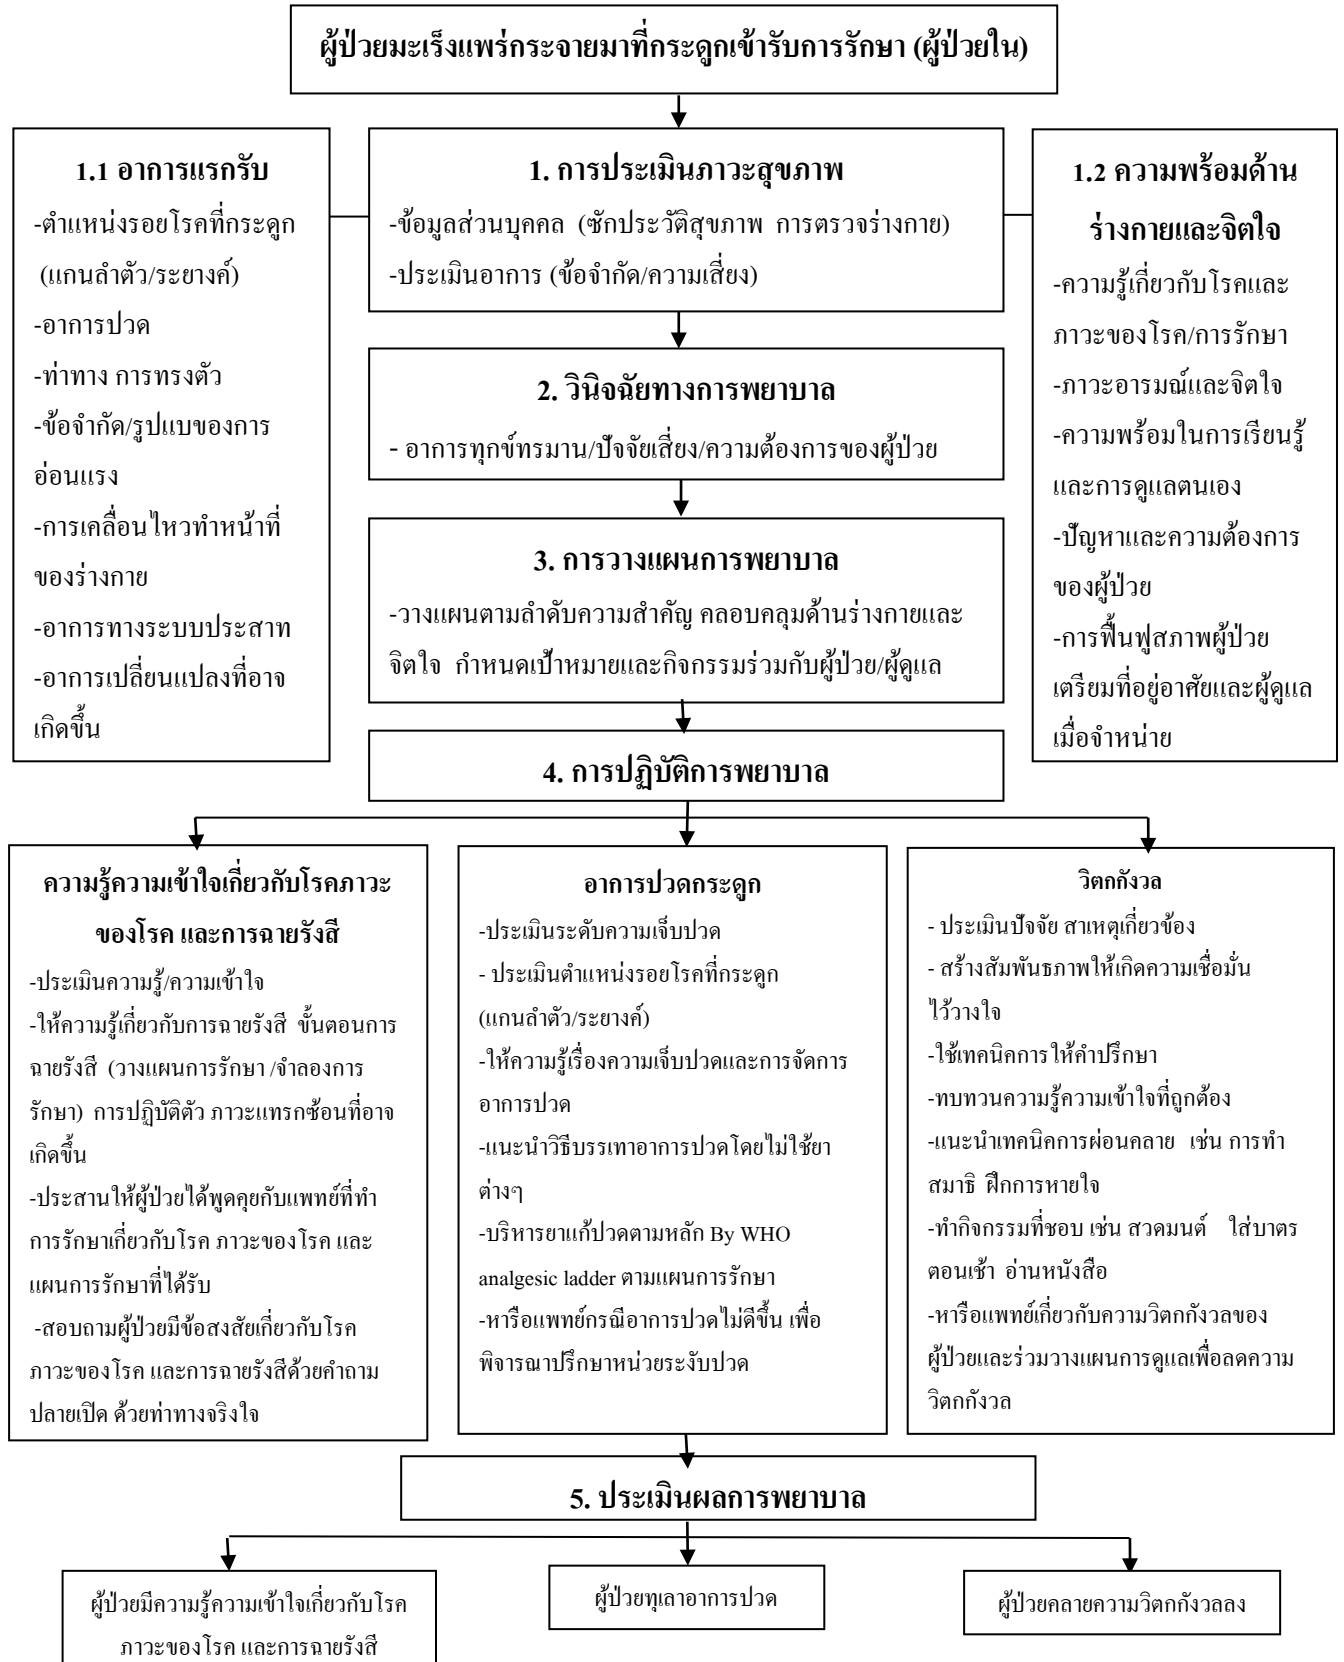 ผู้ป่วยมะเร็งแพร่กระจายมาที่กระดูกเข้ารับการรักษา (ผู้ป่วยใน)
1.1 อาการแรกรับ
-ตำแหน่งรอยโรคที่กระดูก
(แกนลำตัว/ระยางค์)
-อาการปวด
-ท่าทาง การทรงตัว
-ข้อจำกัด/รูปแบบของการ
อ่อนแรง
-การเคลื่อนไหวทำหน้าที่
ของร่างกาย
-อาการทางระบบประสาท
-อาการเปลี่ยนแปลงที่อาจ
เกิดขึ้น
1. การประเมินภาวะสุขภาพ
-ข้อมูลส่วนบุคคล (ซักประวัติสุขภาพ การตรวจร่างกาย)
-ประเมินอาการ (ข้อจำกัด/ความเสี่ยง)
1.2 ความพร้อมด้าน
ร่างกายและจิตใจ
-ความรู้เกี่ยวกับโรคและ
ภาวะของโรค/การรักษา
-ภาวะอารมณ์และจิตใจ
-ความพร้อมในการเรียนรู้
และการดูแลตนเอง
-ปัญหาและความต้องการ
ของผู้ป่วย
-การฟื้นฟูสภาพผู้ป่วย
เตรียมที่อยู่อาศัยและผู้ดูแล
เมื่อจำหน่าย
2. วินิจฉัยทางการพยาบาล
- อาการทุกข์ทรมาน/ปัจจัยเสี่ยง/ความต้องการของผู้ป่วย
3. การวางแผนการพยาบาล
-วางแผนตามลำดับความสำคัญ คลอบคลุมด้านร่างกายและ
จิตใจ กำหนดเป้าหมายและกิจกรรมร่วมกับผู้ป่วย/ผู้ดูแล
4. การปฏิบัติการพยาบาล
ความรู้ความเข้าใจเกี่ยวกับโรคภาวะ
ของโรค และการฉายรังสี
-ประเมินความรู้/ความเข้าใจ
-ให้ความรู้เกี่ยวกับการฉายรังสี ขั้นตอนการ
ฉายรังสี (วางแผนการรักษา /จำลองการ
รักษา) การปฏิบัติตัว ภาวะแทรกซ้อนที่อาจ
เกิดขึ้น
-ประสานให้ผู้ป่วยได้พูดคุยกับแพทย์ที่ทำ
การรักษาเกี่ยวกับโรค ภาวะของโรค และ
แผนการรักษาที่ได้รับ
-สอบถามผู้ป่วยมีข้อสงสัยเกี่ยวกับโรค
ภาวะของโรค และการฉายรังสีด้วยคำถาม
ปลายเปิด ด้วยท่าทางจริงใจ
อาการปวดกระดูก
-ประเมินระดับความเจ็บปวด
- ประเมินตำแหน่งรอยโรคที่กระดูก
(แกนลำตัว/ระยางค์)
-ให้ความรู้เรื่องความเจ็บปวดและการจัดการ
อาการปวด
-แนะนำวิธีบรรเทาอาการปวดโดยไม่ใช้ยา
ต่างๆ
-บริหารยาแก้ปวดตามหลัก By WHO
analgesic ladder ตามแผนการรักษา
-หารือแพทย์กรณีอาการปวดไม่ดีขึ้น เพื่อ
พิจารณาปรึกษาหน่วยระงับปวด
วิตกกังวล
- ประเมินปัจจัย สาเหตุเกี่ยวข้อง
- สร้างสัมพันธภาพให้เกิดความเชื่อมั่น
ไว้วางใจ
-ใช้เทคนิคการให้คำปรึกษา
-ทบทวนความรู้ความเข้าใจที่ถูกต้อง
-แนะนำเทคนิคการผ่อนคลาย เช่น การทำ
สมาธิ ฝึกการหายใจ
-ทำกิจกรรมที่ชอบ เช่น สวดมนต์ ใส่บาตร
ตอนเช้า อ่านหนังสือ
-หารือแพทย์เกี่ยวกับความวิตกกังวลของ
ผู้ป่วยและร่วมวางแผนการดูแลเพื่อลดความ
วิตกกังวล
5. ประเมินผลการพยาบาล
ผู้ป่วยมีความรู้ความเข้าใจเกี่ยวกับโรค
ภาวะของโรค และการฉายรังสี
ผู้ป่วยทุเลาอาการปวด
ผู้ป่วยคลายความวิตกกังวลลง